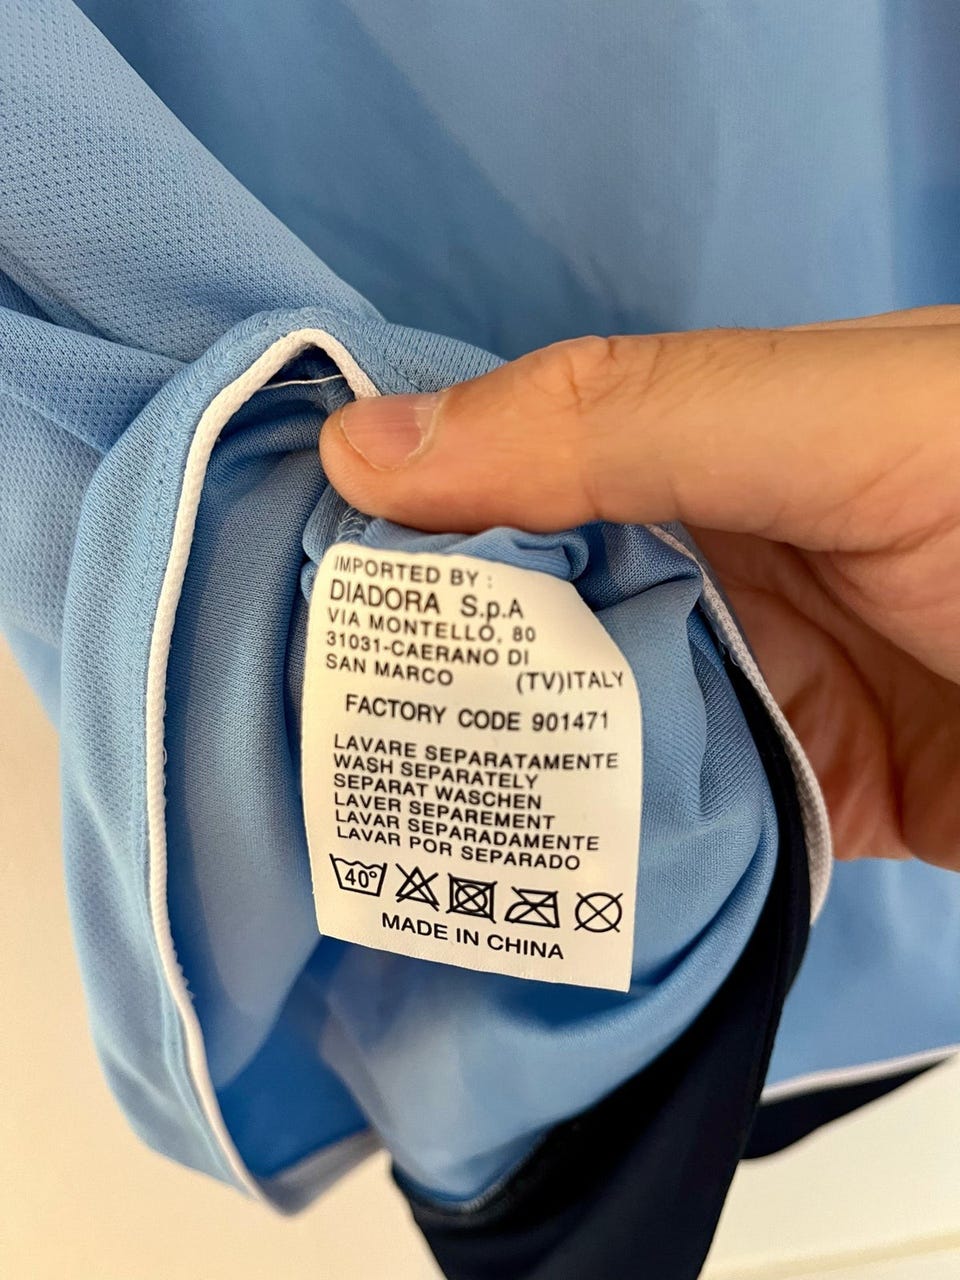 IMPORTED BY :
DIADORA S.p.A
VIA MONTELLO, 80
31031-CAERANO DI
SAN MARCO (TV)ITALY
FACTORY CODE 901471
LAVARE SEPARATAMENTE
WASH SEPARATELY
SEPARAT WASCHEN
LAVER SEPAREMENT
LAVAR SEPARADAMENTE
LAVAR POR SEPARADO
40°
MADE IN CHINA